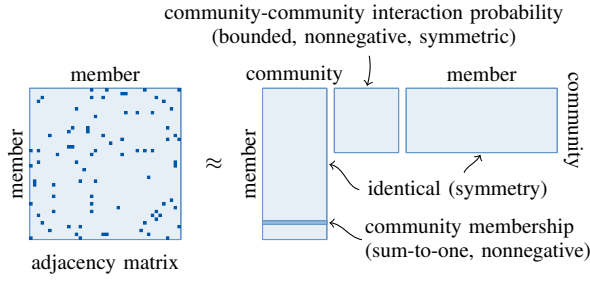 community-community interaction probability
(bounded, nonnegative, symmetric)
member
community
member
community
member
member
≈
identical (symmetry)
community membership
(sum-to-one, nonnegative)
adjacency matrix